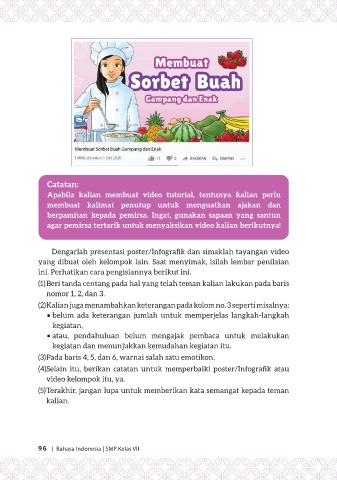 Membuat
Sorbet Buah
Gampang dan Enak
Membuat Sorbet Buah Gampang dan Enak
BAGIKAN
SIMPAN
Catatan:
Apabila kalian membuat video tutorial, tentunya kalian perlu
membuat kalimat penutup untuk menguatkan ajakan dan
berpamitan kepada pemirsa. Ingat, gunakan sapaan yang santun
agar pemirsa tertarik untuk menyaksikan video kalian berikutnya!
Dengarlah presentasi poster/Infografik dan simaklah tayangan video
yang dibuat oleh kelompok lain. Saat menyimak, isilah lembar penilaian
ini. Perhatikan cara pengisiannya berikut ini.
(1)Beri tanda centang pada hal yang telah teman kalian lakukan pada baris
nomor 1, 2, dan 3.
(2)Kalian juga menambahkan keterangan pada kolom no. 3 seperti misalnya:
• belum ada keterangan jumlah untuk memperjelas langkah-langkah
kegiatan,
• atau, pendahuluan belum mengajak pembaca untuk melakukan
kegiatan dan menunjukkan kemudahan kegiatan itu.
(3)Pada baris 4, 5, dan 6, warnai salah satu emotikon.
(4)Selain itu, berikan catatan untuk memperbaiki poster/Infografik atau
video kelompok itu, ya.
(5)Terakhir, jangan lupa untuk memberikan kata semangat kepada teman
kalian.
96 | Bahasa Indonesia | SMP Kelas VII